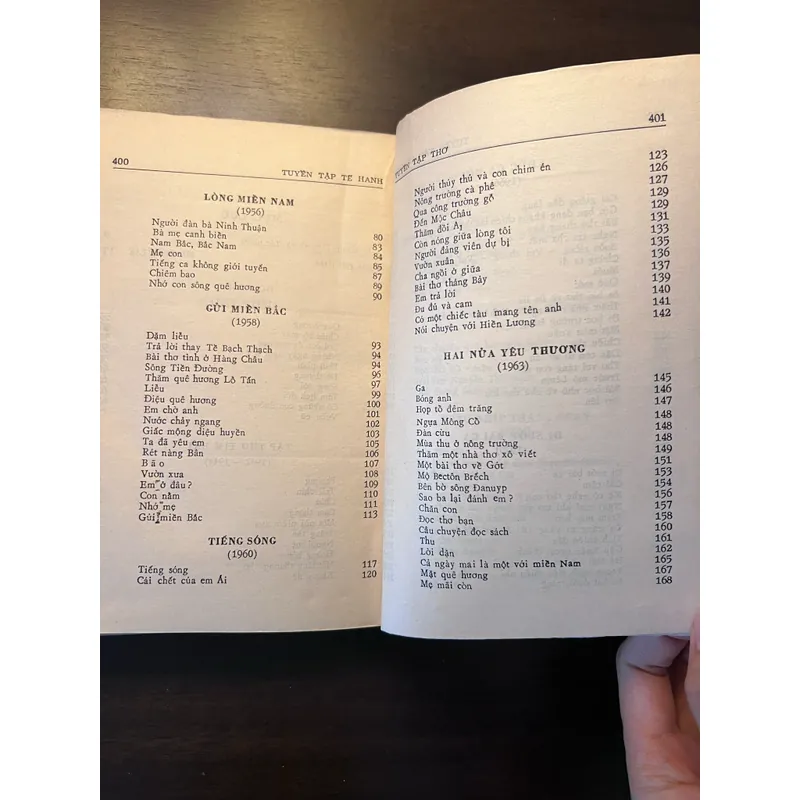 400
TUYỂN TẬP TẾ HANH
LÒNG MIỀN NAM
(1956)
Người đàn bà Ninh Thuận 80
Bà mẹ canh biển 83
Nam Bắc, Bắc Nam 84
Mẹ con 85
Tiếng ca không giới tuyến 87
Chiêm bao 89
Nhớ con sông quê hương 90
GỬI MIỀN BẮC
(1958)
Dặm liễu 93
Trả lời thay Tề Bạch Thạch 94
Bài thơ tình ở Hàng Châu 94
Sông Tiền Đường 96
Thăm quê hương Lỗ Tấn 97
Liễu 99
Điệu quê hương 100
Em chờ anh 101
Nước chảy ngang 102
Giấc mộng diệu huyền 103
Ta đã yêu em 105
Rét nàng Bân 106
Bão 107
Vườn xưa 108
Em ở đâu? 109
Con nằm 110
Nhớ mẹ 111
Gửi miền Bắc 113
TIẾNG SÓNG
(1960)
Tiếng sóng 117
Cái chết của em Ái 120
401
TUYỂN TẬP THƠ
Người thủy thủ và con chim én 123
Nông trường cà phê 126
Qua công trường gỗ 127
Đến Mộc Châu 129
Thăm đồi A1 129
Còn nóng giữa lòng tôi 131
Người đảng viên dự bị 133
Vườn xuân 135
Cha ngồi ở giữa 136
Bài thơ tháng Bảy 137
Em trả lời 139
Đu đủ và cam 140
Có một chiếc tàu mang tên anh 141
Nói chuyện với Hiền Lương 142
HAI NỬA YÊU THƯƠNG
(1963)
Ga 145
Bóng anh 146
Họp tổ đêm trăng 147
Ngựa Mông Cổ 148
Đàn cừu 148
Mùa thu ở nông trường 148
Thăm một nhà thơ xô viết 149
Một bài thơ về Gớt 151
Mộ Bectôn Brếch 153
Bên bờ sông Đanuyp 154
Sao ba lại đánh em? 156
Chăn con 157
Đọc thơ bạn 158
Câu chuyện đọc sách 160
Thu 161
Lời dặn 162
Cả ngày mai là một với miền Nam 165
Mặt quê hương 167
Mẹ mãi còn 168